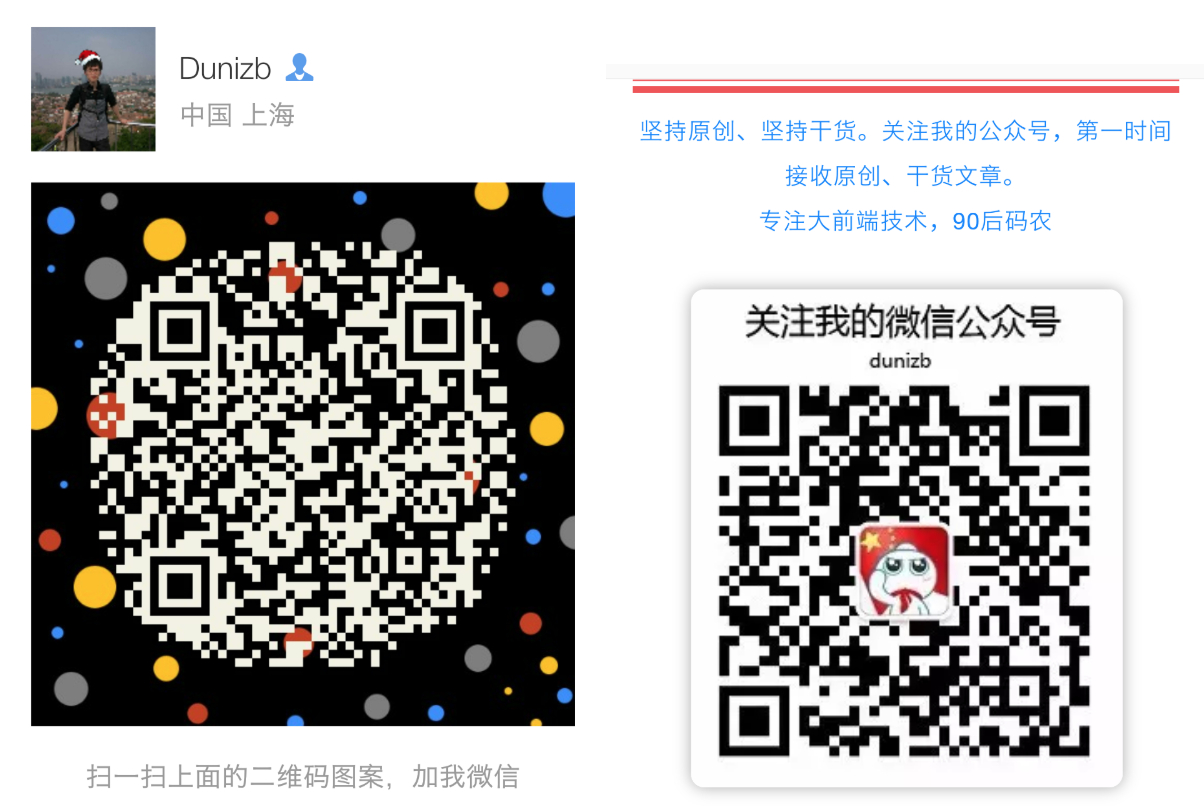 Dunizb
中国 上海
扫一扫上面的二维码图案，加我微信
坚持原创、坚持干货。关注我的公众号，第一时间
接收原创、干货文章。
专注大前端技术，90后码农
关注我的微信公众号
dunizb